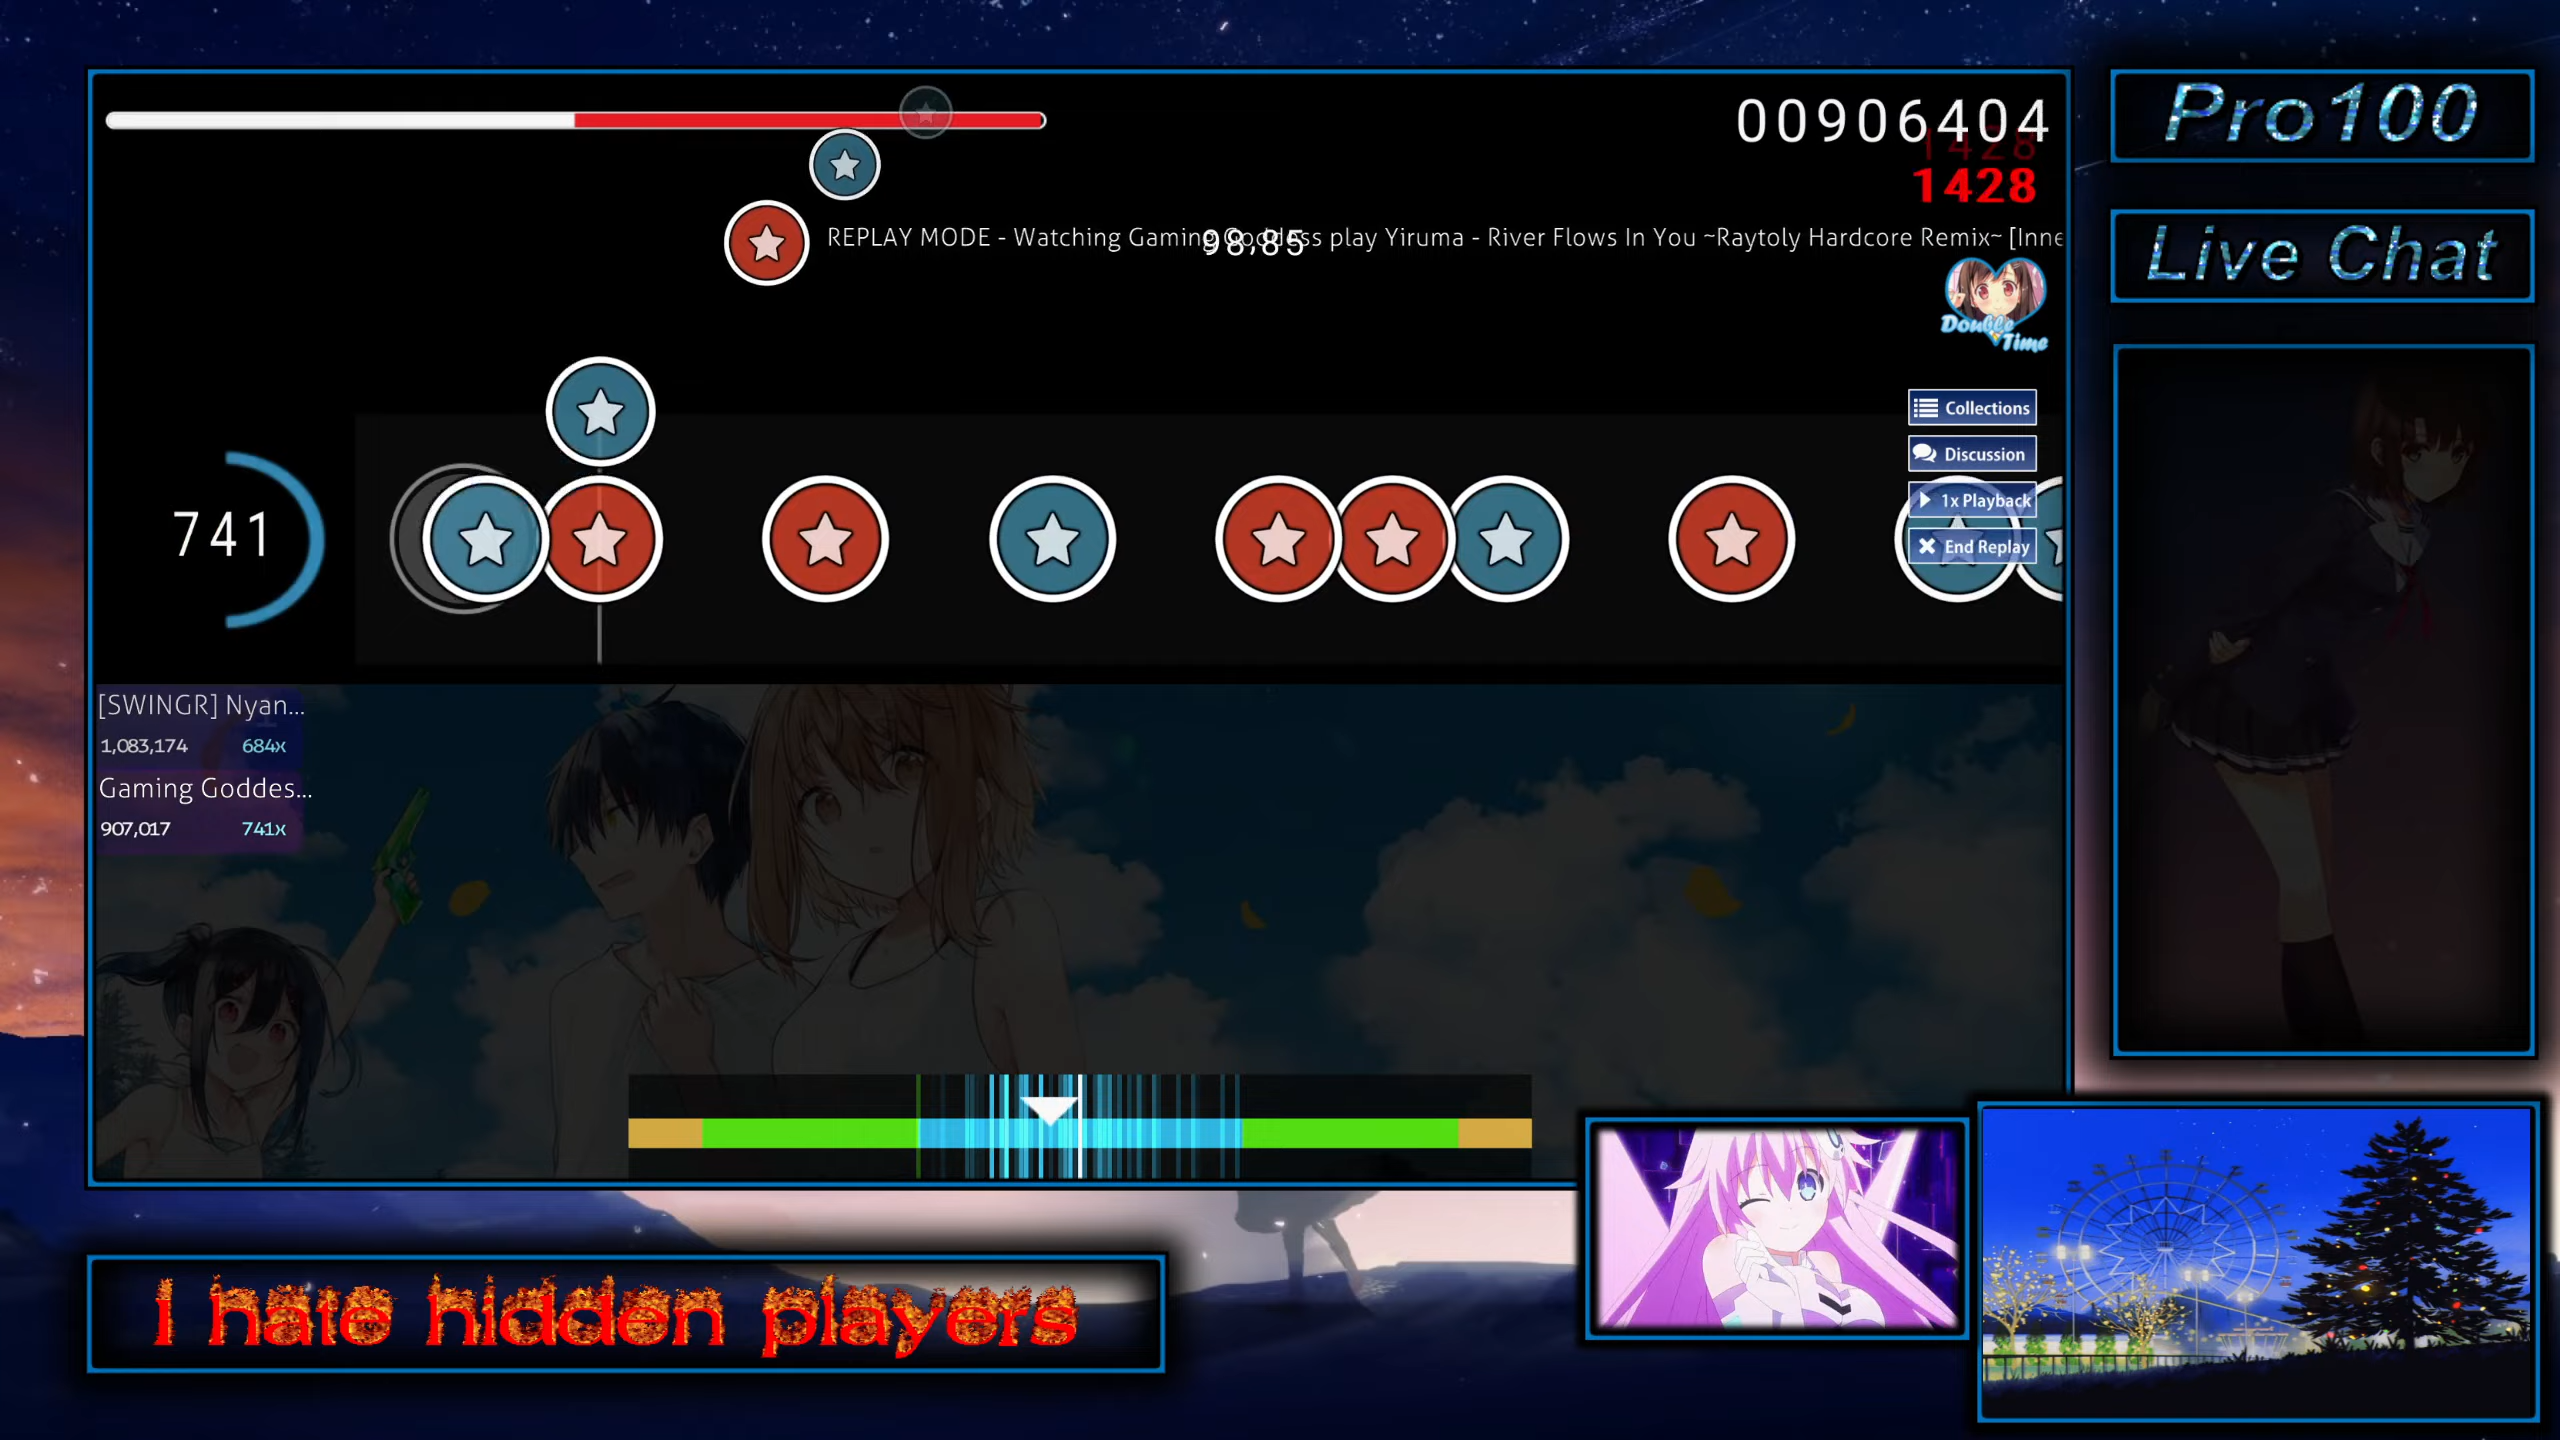 Pro100
00906404
1428
1428
REPLAY MODE - Watching Gaming Goddess play Yiruma - River Flows In You ~Raytoly Hardcore Remix~ [Inne
98,85
Live Chat
Double
Time
Collections
Discussion
1x Playback
End Replay
741
[SWINGR] Nyan...
1,083,174 684x
Gaming Goddes...
907,017 741x
I hate hidden players